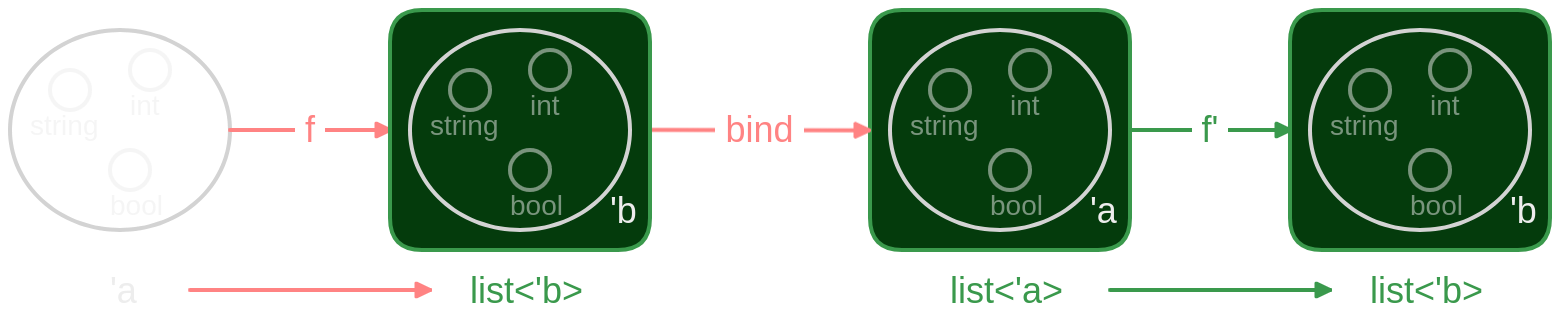 string
int
bool
f
string
int
bool
'b
bind
string
int
bool
'a
f'
string
int
bool
'b
'a
list<'b>
list<'a>
list<'b>